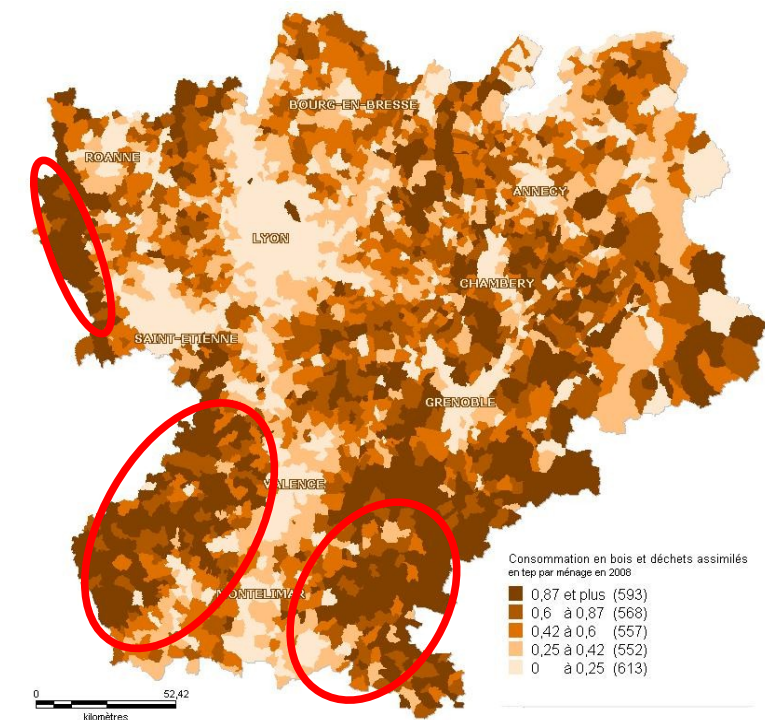 BOURG-EN-BRESSE
ROANNE
ANNECY
LYON
CHAMBERY
SAINT-ETIENNE
GRENOBLE
VALENCE
MONTELIMAR
Consommation en bois et déchets assimilés
en tep par ménage en 2008
0,87 et plus (593)
0,6 à 0,87 (568)
0,42 à 0,6 (557)
0,25 à 0,42 (552)
0 à 0,25 (613)
0 52,42
kilomètres